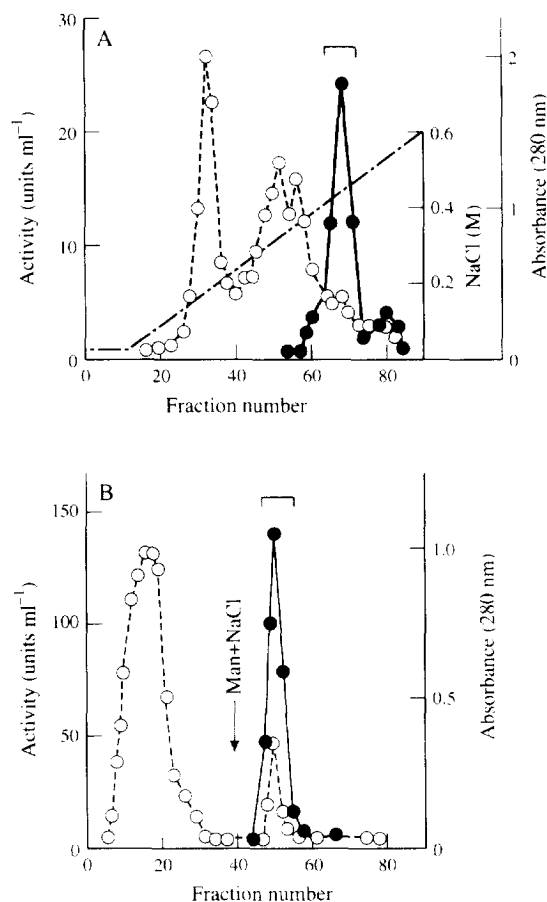 A
30
20
10
0
Activity (units ml⁻¹)
0.6
0.4
0.2
NaCl (M)
2
1
0
Absorbance (280 nm)
0 20 40 60 80
Fraction number
B
150
100
50
0
Activity (units ml⁻¹)
Man+NaCl
1.0
0.5
0
Absorbance (280 nm)
0 20 40 60 80
Fraction number